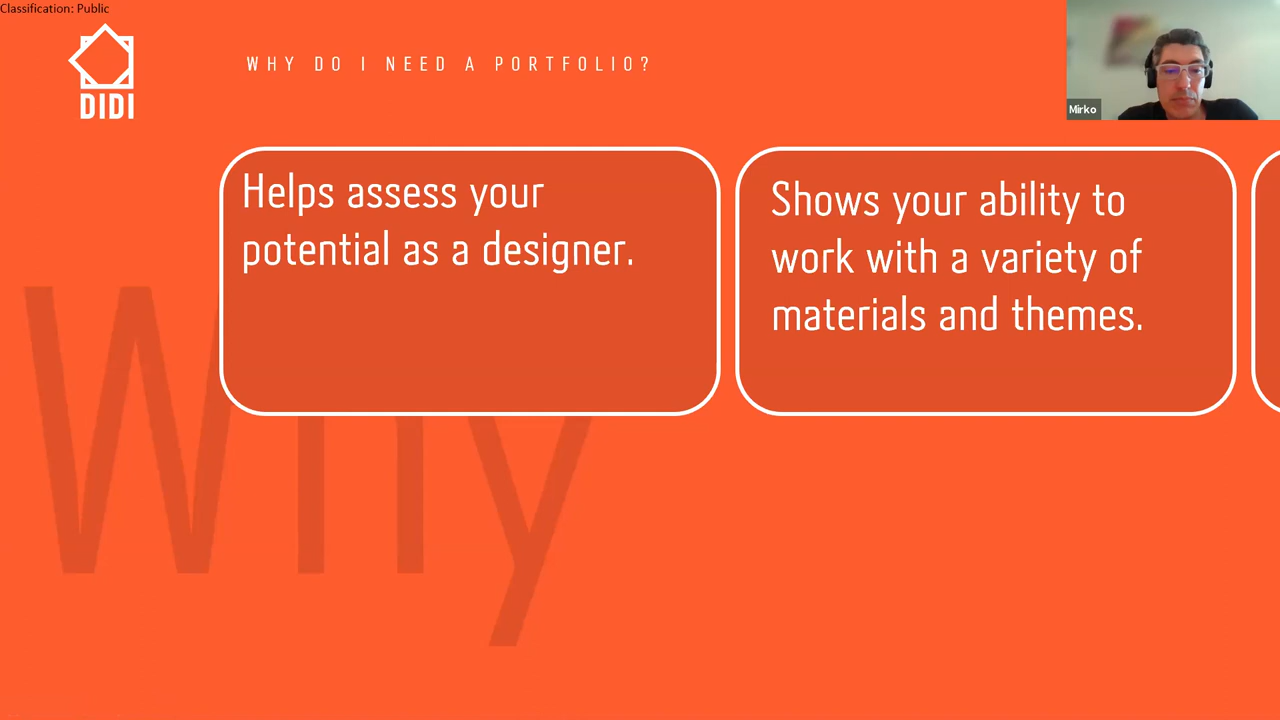 Classification: Public
DIDI
WHY DO I NEED A PORTFOLIO?
Mirko
Helps assess your
potential as a designer.
Shows your ability to
work with a variety of
materials and themes.
Why